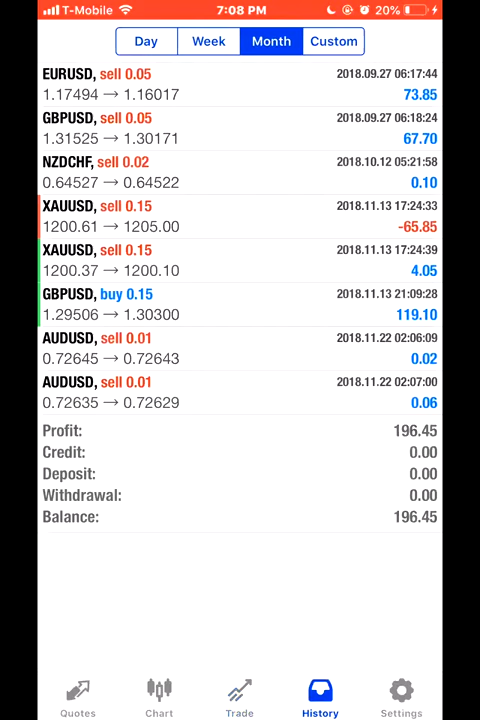 T-Mobile 7:08 PM 20%
Day Week Month Custom
EURUSD, sell 0.05 2018.09.27 06:17:44
1.17494 → 1.16017 73.85
GBPUSD, sell 0.05 2018.09.27 06:18:24
1.31525 → 1.30171 67.70
NZDCHF, sell 0.02 2018.10.12 05:21:58
0.64527 → 0.64522 0.10
XAUUSD, sell 0.15 2018.11.13 17:24:33
1200.61 → 1205.00 -65.85
XAUUSD, sell 0.15 2018.11.13 17:24:39
1200.37 → 1200.10 4.05
GBPUSD, buy 0.15 2018.11.13 21:09:28
1.29506 → 1.30300 119.10
AUDUSD, sell 0.01 2018.11.22 02:06:09
0.72645 → 0.72643 0.02
AUDUSD, sell 0.01 2018.11.22 02:07:00
0.72635 → 0.72629 0.06
Profit: 196.45
Credit: 0.00
Deposit: 0.00
Withdrawal: 0.00
Balance: 196.45
Quotes Chart Trade History Settings